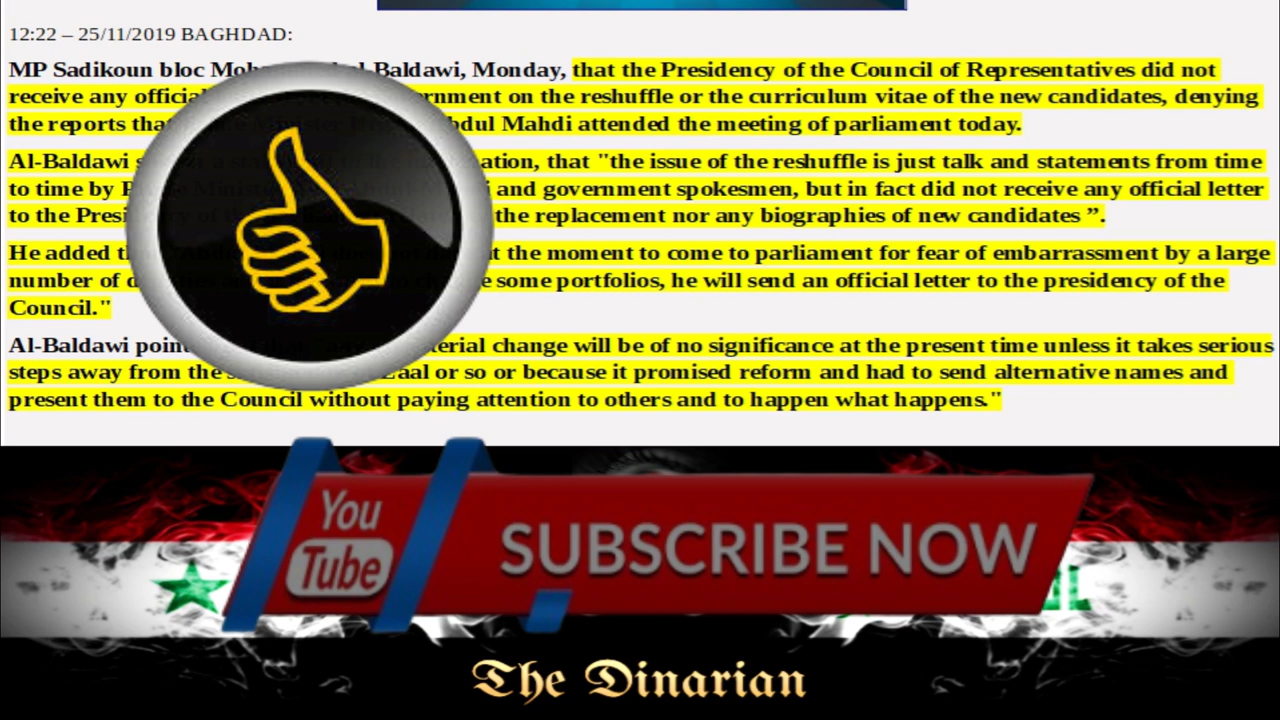 12:22 – 25/11/2019 BAGHDAD:
MP Sadikoun bloc Baldawi, Monday, that the Presidency of the Council of Representatives did not
receive any official on the reshuffle or the curriculum vitae of the new candidates, denying
the reports that Minister Abdul Mahdi attended the meeting of parliament today.
Al-Baldawi that "the issue of the reshuffle is just talk and statements from time
to time by and government spokesmen, but in fact did not receive any official letter
to the the replacement nor any biographies of new candidates ”.
He added the moment to come to parliament for fear of embarrassment by a large
number of some portfolios, he will send an official letter to the presidency of the
Council."
Al-Baldawi change will be of no significance at the present time unless it takes serious
steps away from the or so or because it promised reform and had to send alternative names and
present them to the Council without paying attention to others and to happen what happens."
You
Tube
SUBSCRIBE NOW
The Dinarian